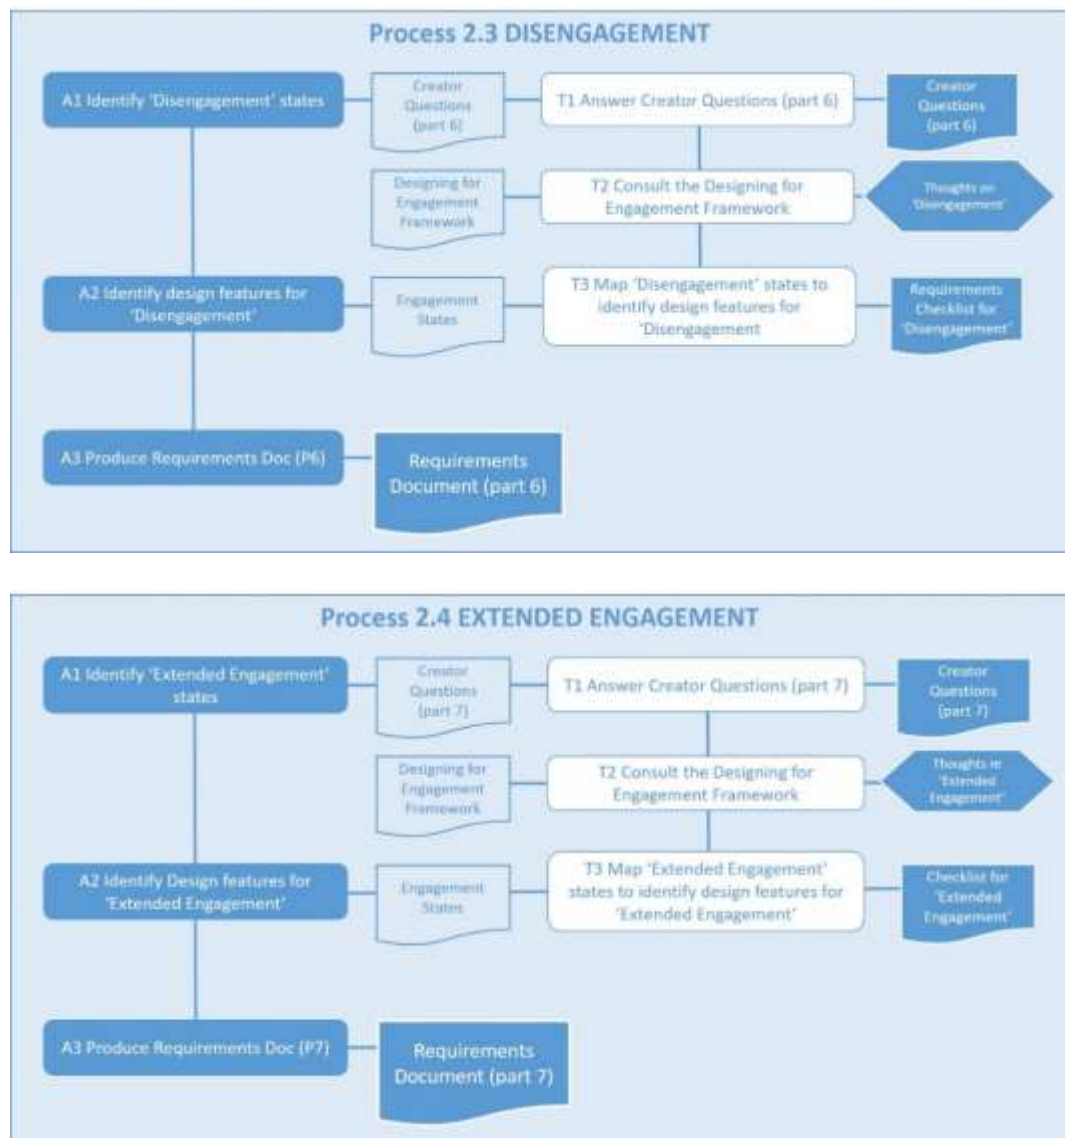 Process 2.3 DISENGAGEMENT
A1 Identify 'Disengagement' states
Creator
Questions
(part 6)
T1 Answer Creator Questions (part 6)
Creator
Questions
(part 6)
Designing for
Engagement
Framework
T2 Consult the Designing for
Engagement Framework
Thoughts on
'Disengagement'
A2 Identify design features for
'Disengagement'
Engagement
States
T3 Map 'Disengagement' states to
identify design features for
'Disengagement
Requirements
Checklist for
'Disengagement'
A3 Produce Requirements Doc (P6)
Requirements
Document (part 6)
Process 2.4 EXTENDED ENGAGEMENT
A1 Identify 'Extended Engagement'
states
Creator
Questions
(part 7)
T1 Answer Creator Questions (part 7)
Creator
Questions
(part 7)
Designing for
Engagement
Framework
T2 Consult the Designing for
Engagement Framework
Thoughts re
'Extended
Engagement'
A2 Identify Design features for
'Extended Engagement'
Engagement
States
T3 Map 'Extended Engagement'
states to identify design features for
'Extended Engagement'
Checklist for
'Extended
Engagement'
A3 Produce Requirements Doc (P7)
Requirements
Document (part 7)